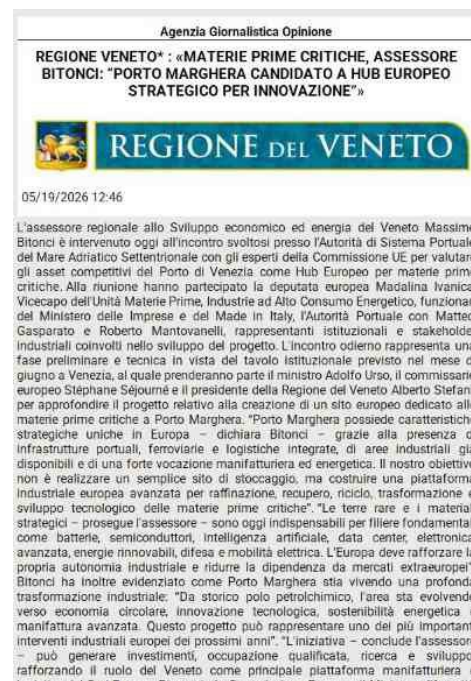 Agenzia Giornalistica Opinione
REGIONE VENETO* : «MATERIE PRIME CRITICHE, ASSESSORE
BITONCI: “PORTO MARGHERA CANDIDATO A HUB EUROPEO
STRATEGICO PER INNOVAZIONE”»
REGIONE DEL VENETO
05/19/2026 12:46
L'assessore regionale allo Sviluppo economico ed energia del Veneto Massimo
Bitonci è intervenuto oggi all'incontro svoltosi presso l'Autorità di Sistema Portuale
del Mare Adriatico Settentrionale con gli esperti della Commissione UE per valutare
gli asset competitivi del Porto di Venezia come Hub Europeo per materie prime
critiche. Alla riunione hanno partecipato la deputata europea Madalina Ivanica,
Vicecapo dell'Unità Materie Prime, Industrie ad Alto Consumo Energetico, funzionari
del Ministero delle Imprese e del Made in Italy, l'Autorità Portuale con Matteo
Gasparato e Roberto Mantovanelli, rappresentanti istituzionali e stakeholder
industriali coinvolti nello sviluppo del progetto. L'incontro odierno rappresenta una
fase preliminare e tecnica in vista del tavolo istituzionale previsto nel mese di
giugno a Venezia, al quale prenderanno parte il ministro Adolfo Urso, il commissario
europeo Stéphane Séjourné e il presidente della Regione del Veneto Alberto Stefani,
per approfondire il progetto relativo alla creazione di un sito europeo dedicato alle
materie prime critiche a Porto Marghera. “Porto Marghera possiede caratteristiche
strategiche uniche in Europa – dichiara Bitonci – grazie alla presenza di
infrastrutture portuali, ferroviarie e logistiche integrate, di aree industriali già
disponibili e di una forte vocazione manifatturiera ed energetica. Il nostro obiettivo
non è realizzare un semplice sito di stoccaggio, ma costruire una piattaforma
industriale europea avanzata per raffinazione, recupero, riciclo, trasformazione e
sviluppo tecnologico delle materie prime critiche”. “Le terre rare e i materiali
strategici – prosegue l'assessore – sono oggi indispensabili per filiere fondamentali
come batterie, semiconduttori, intelligenza artificiale, data center, elettronica
avanzata, energie rinnovabili, difesa e mobilità elettrica. L'Europa deve rafforzare la
propria autonomia industriale e ridurre la dipendenza da mercati extraeuropei”.
Bitonci ha inoltre evidenziato come Porto Marghera stia vivendo una profonda
trasformazione industriale: “Da storico polo petrolchimico, l'area sta evolvendo
verso economia circolare, innovazione tecnologica, sostenibilità energetica e
manifattura avanzata. Questo progetto può rappresentare uno dei più importanti
interventi industriali europei dei prossimi anni”. “L'iniziativa – conclude l'assessore
– può generare investimenti, occupazione qualificata, ricerca e sviluppo,
rafforzando il ruolo del Veneto come principale piattaforma manifatturiera e